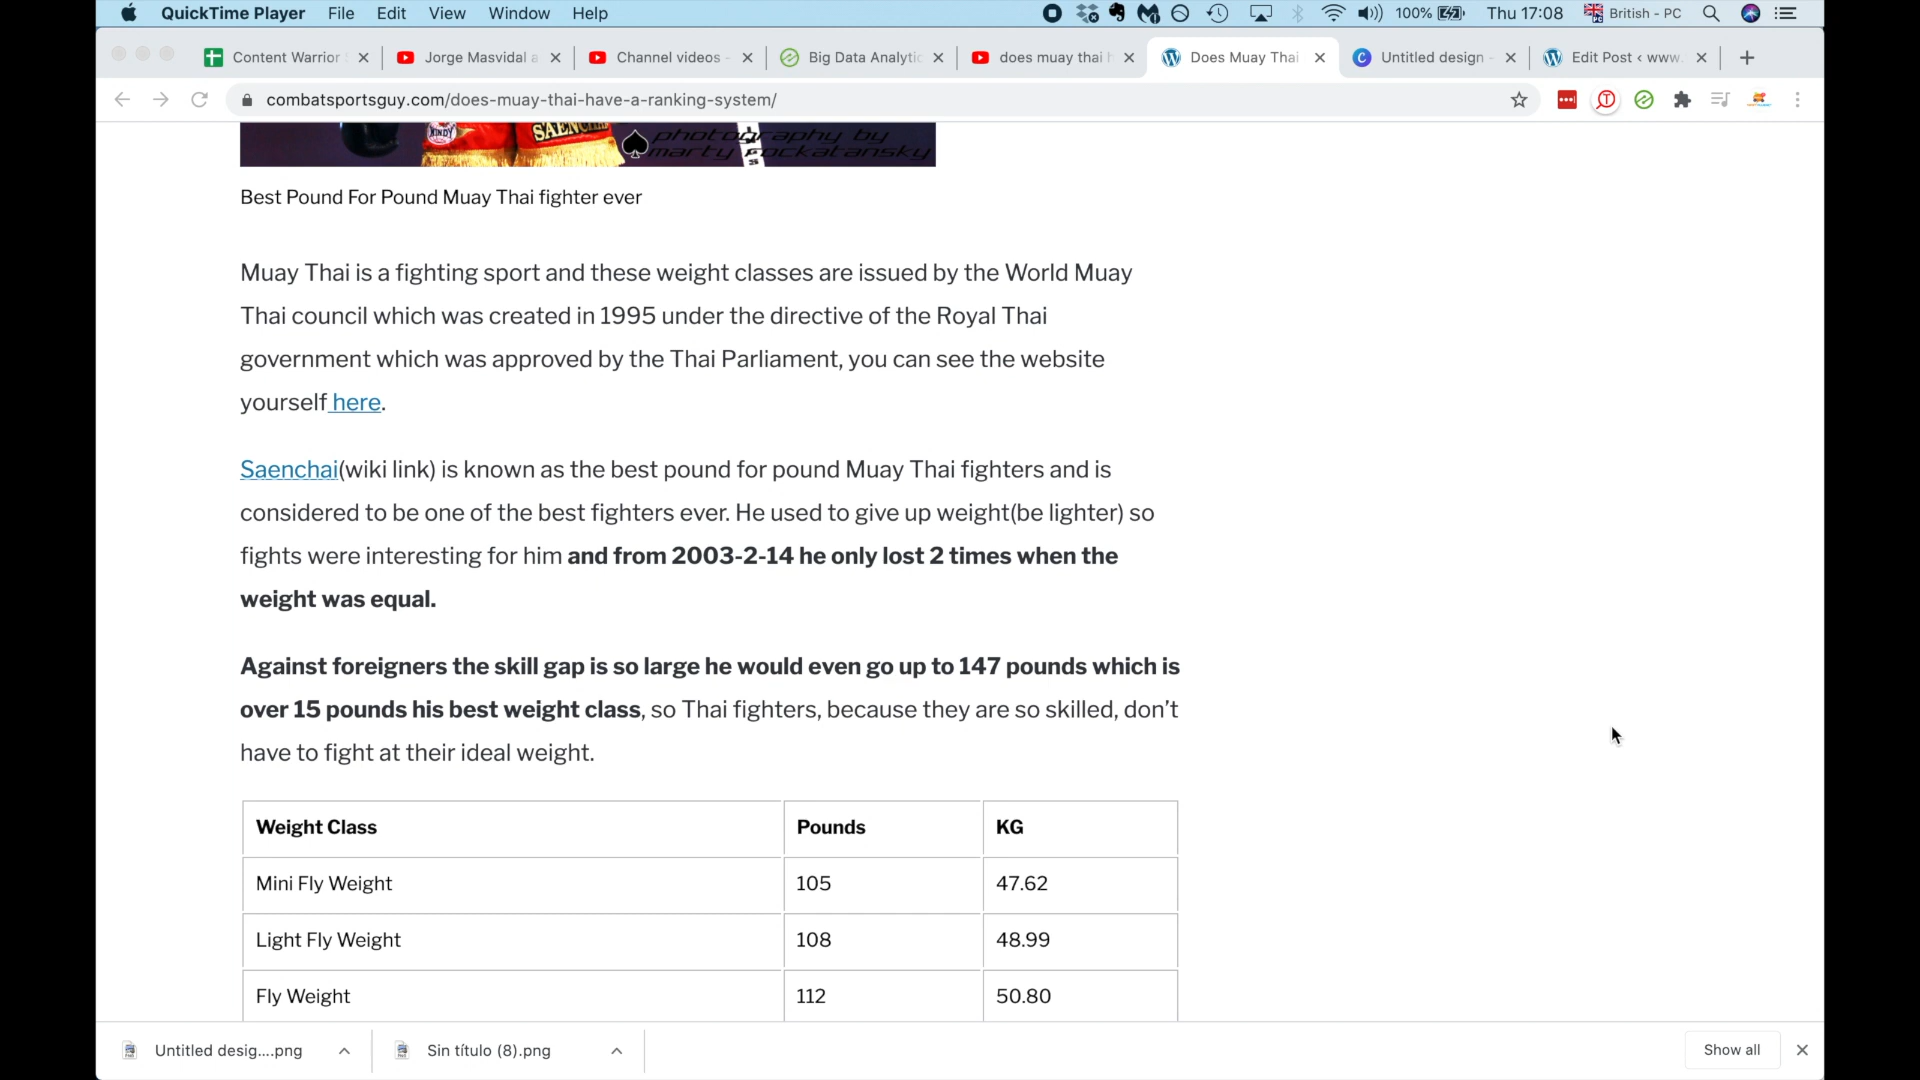 QuickTime Player File Edit View Window Help 100% Thu 17:08 British - PC
Content Warrior Jorge Masvidal a Channel videos - Big Data Analytic does muay thai h Does Muay Thai Untitled design - Edit Post ‹ www.
combatsportsguy.com/does-muay-thai-have-a-ranking-system/
WINDY SAENCHAI photography by
marty rockatansky
Best Pound For Pound Muay Thai fighter ever
Muay Thai is a fighting sport and these weight classes are issued by the World Muay
Thai council which was created in 1995 under the directive of the Royal Thai
government which was approved by the Thai Parliament, you can see the website
yourself here.
Saenchai(wiki link) is known as the best pound for pound Muay Thai fighters and is
considered to be one of the best fighters ever. He used to give up weight(be lighter) so
fights were interesting for him and from 2003-2-14 he only lost 2 times when the
weight was equal.
Against foreigners the skill gap is so large he would even go up to 147 pounds which is
over 15 pounds his best weight class, so Thai fighters, because they are so skilled, don't
have to fight at their ideal weight.
Weight Class Pounds KG
Mini Fly Weight 105 47.62
Light Fly Weight 108 48.99
Fly Weight 112 50.80
Untitled desig....png Sin título (8).png Show all